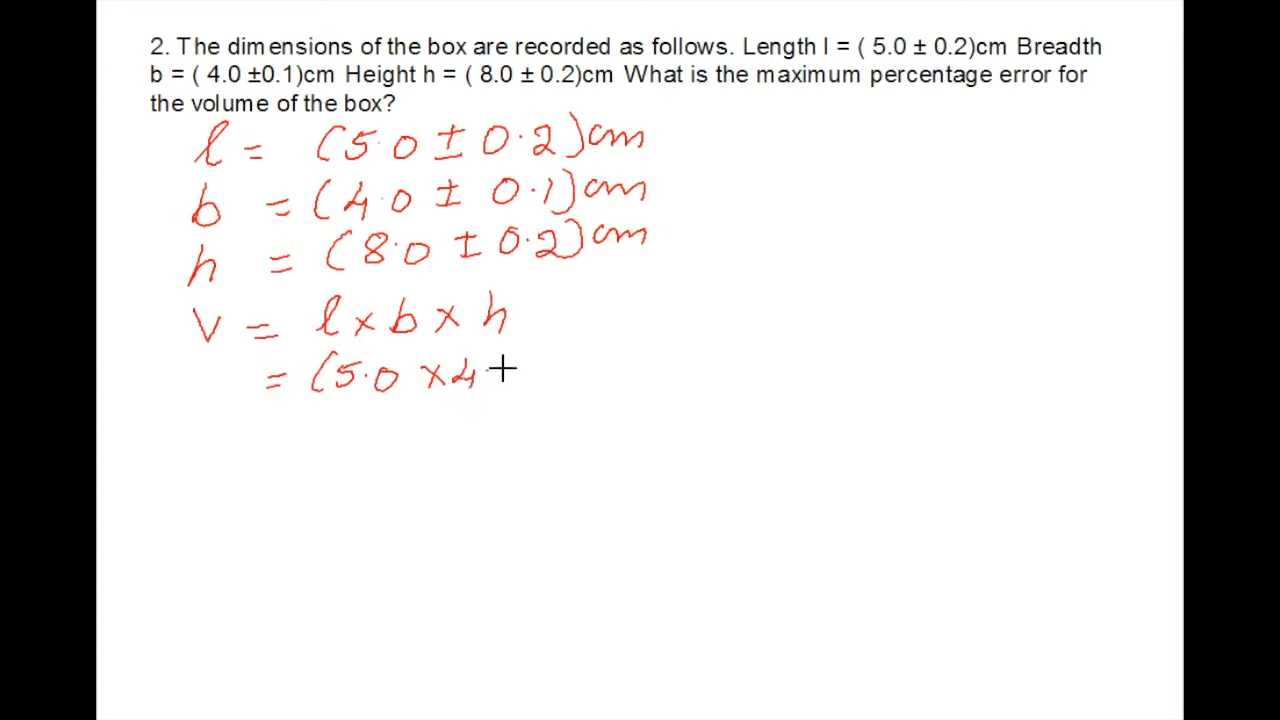 2. The dimensions of the box are recorded as follows. Length l = ( 5.0 ± 0.2)cm Breadth
b = ( 4.0 ±0.1)cm Height h = ( 8.0 ± 0.2)cm What is the maximum percentage error for
the volume of the box?
l = (5.0 ± 0.2)cm
b = (4.0 ± 0.1)cm
h = (8.0 ± 0.2)cm
V = l × b × h
= (5.0 × 4.